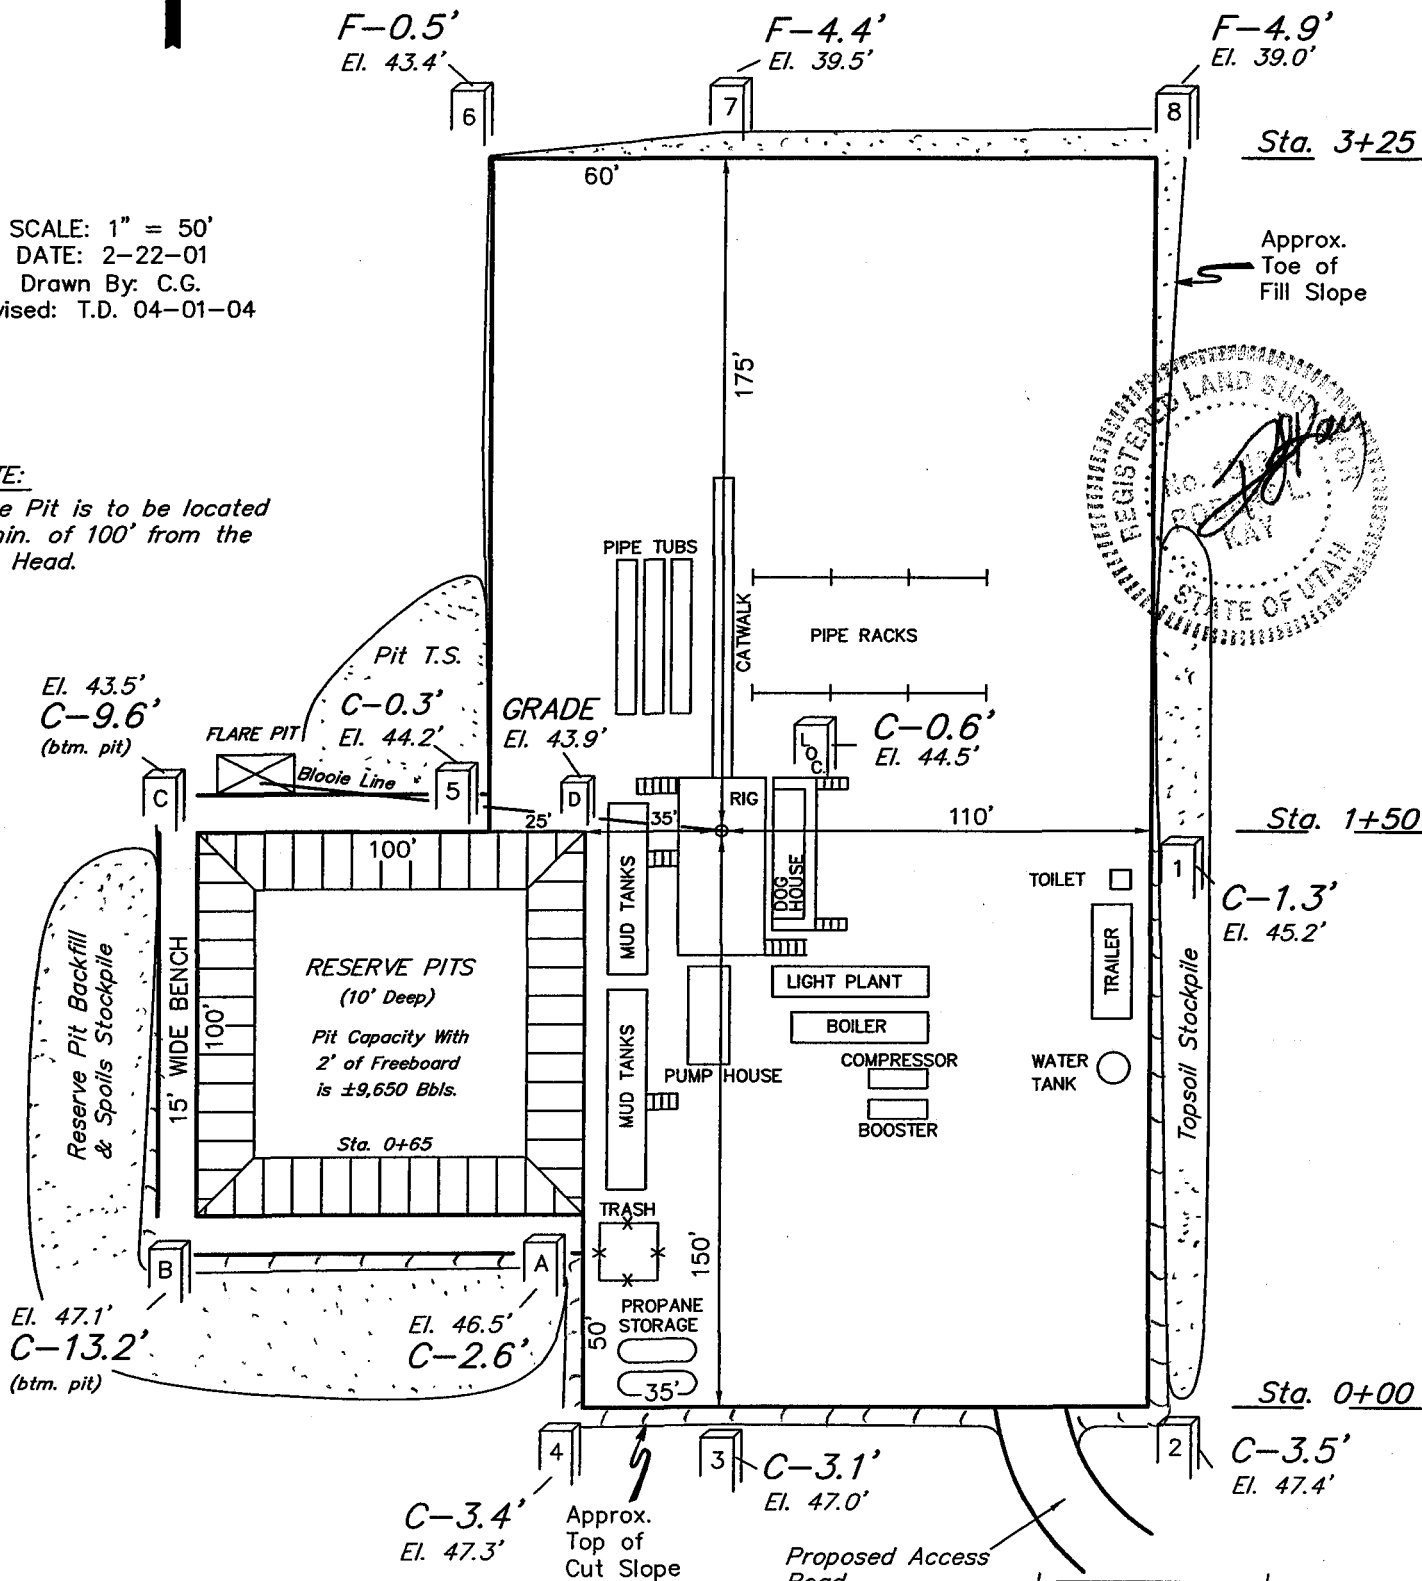 F-0.5'
El. 43.4'
F-4.4'
El. 39.5'
F-4.9'
El. 39.0'
6
7
8
Sta. 3+25
60'
SCALE: 1" = 50'
DATE: 2-22-01
Drawn By: C.G.
vised: T.D. 04-01-04
Approx.
Toe of
Fill Slope
175'
REGISTERED LAND SURVEYOR
No.
KAY
STATE OF UTAH
TE:
e Pit is to be located
min. of 100' from the
Head.
PIPE TUBS
CATWALK
PIPE RACKS
Pit T.S.
El. 43.5'
C-9.6'
(btm. pit)
FLARE PIT
Blooie Line
C-0.3'
El. 44.2'
GRADE
El. 43.9'
L
O
C.
C-0.6'
El. 44.5'
C
5
D
RIG
25'
35'
110'
Sta. 1+50
100'
MUD TANKS
DOG
HOUSE
TOILET
1
C-1.3'
El. 45.2'
TRAILER
Reserve Pit Backfill
& Spoils Stockpile
15' WIDE BENCH
100'
RESERVE PITS
(10' Deep)
Pit Capacity With
2' of Freeboard
is ±9,650 Bbls.
Sta. 0+65
LIGHT PLANT
BOILER
COMPRESSOR
BOOSTER
MUD TANKS
PUMP HOUSE
WATER
TANK
Topsoil Stockpile
TRASH
150'
B
A
El. 47.1'
C-13.2'
(btm. pit)
El. 46.5'
C-2.6'
50'
PROPANE
STORAGE
35'
Sta. 0+00
4
3
2
C-3.4'
El. 47.3'
Approx.
Top of
Cut Slope
C-3.1'
El. 47.0'
C-3.5'
El. 47.4'
Proposed Access
Road